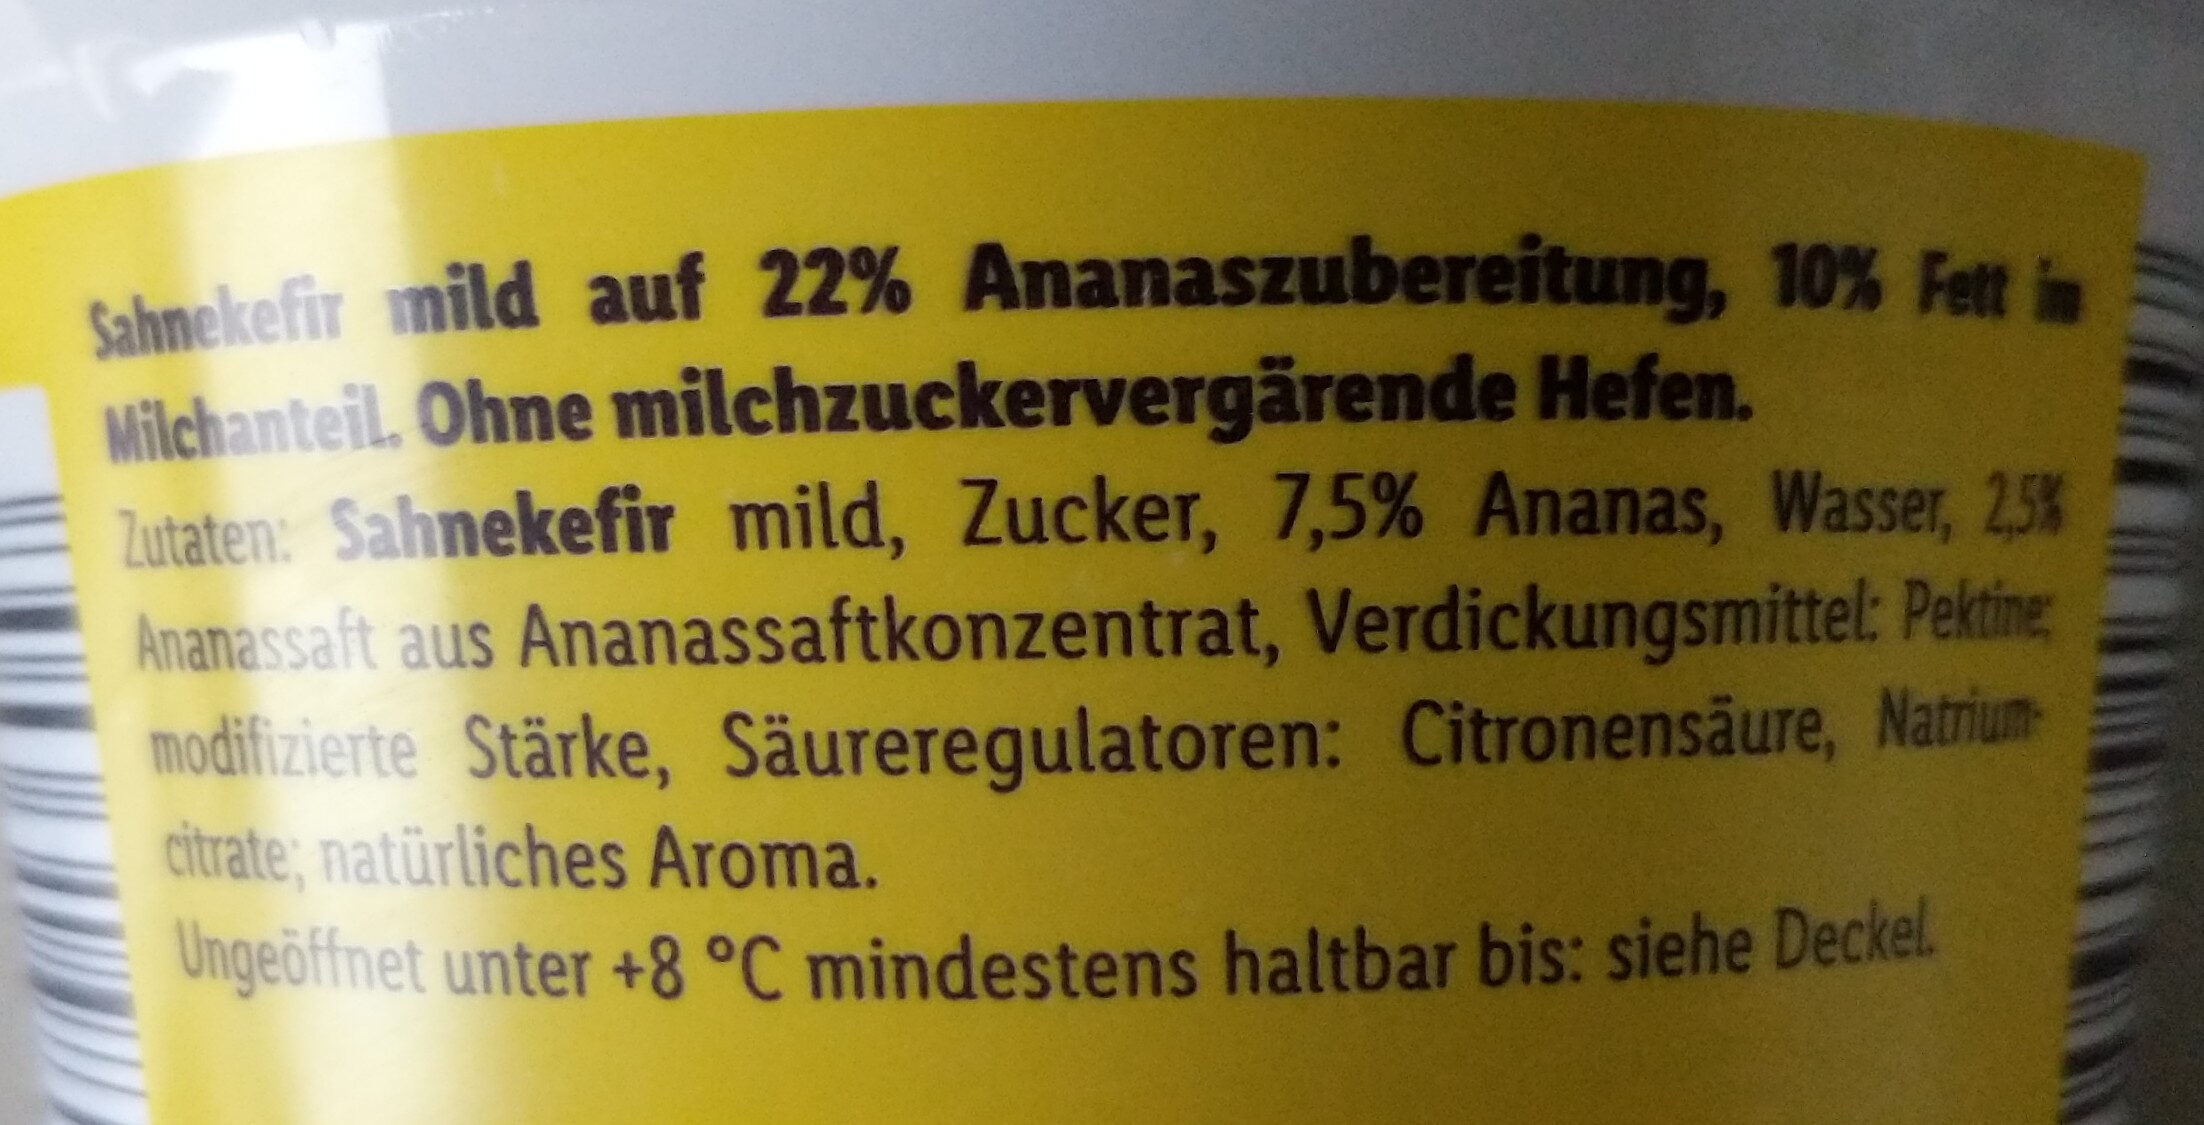 Sahnekefir mild auf 22% Ananaszubereitung, 10% Fett im
Milchanteil. Ohne milchzuckervergärende Hefen.
Zutaten: Sahnekefir mild, Zucker, 7,5% Ananas, Wasser, 2,5%
Ananassaft aus Ananassaftkonzentrat, Verdickungsmittel: Pektine;
modifizierte Stärke, Säureregulatoren: Citronensäure, Natrium-
citrate; natürliches Aroma.
Ungeöffnet unter +8 °C mindestens haltbar bis: siehe Deckel.